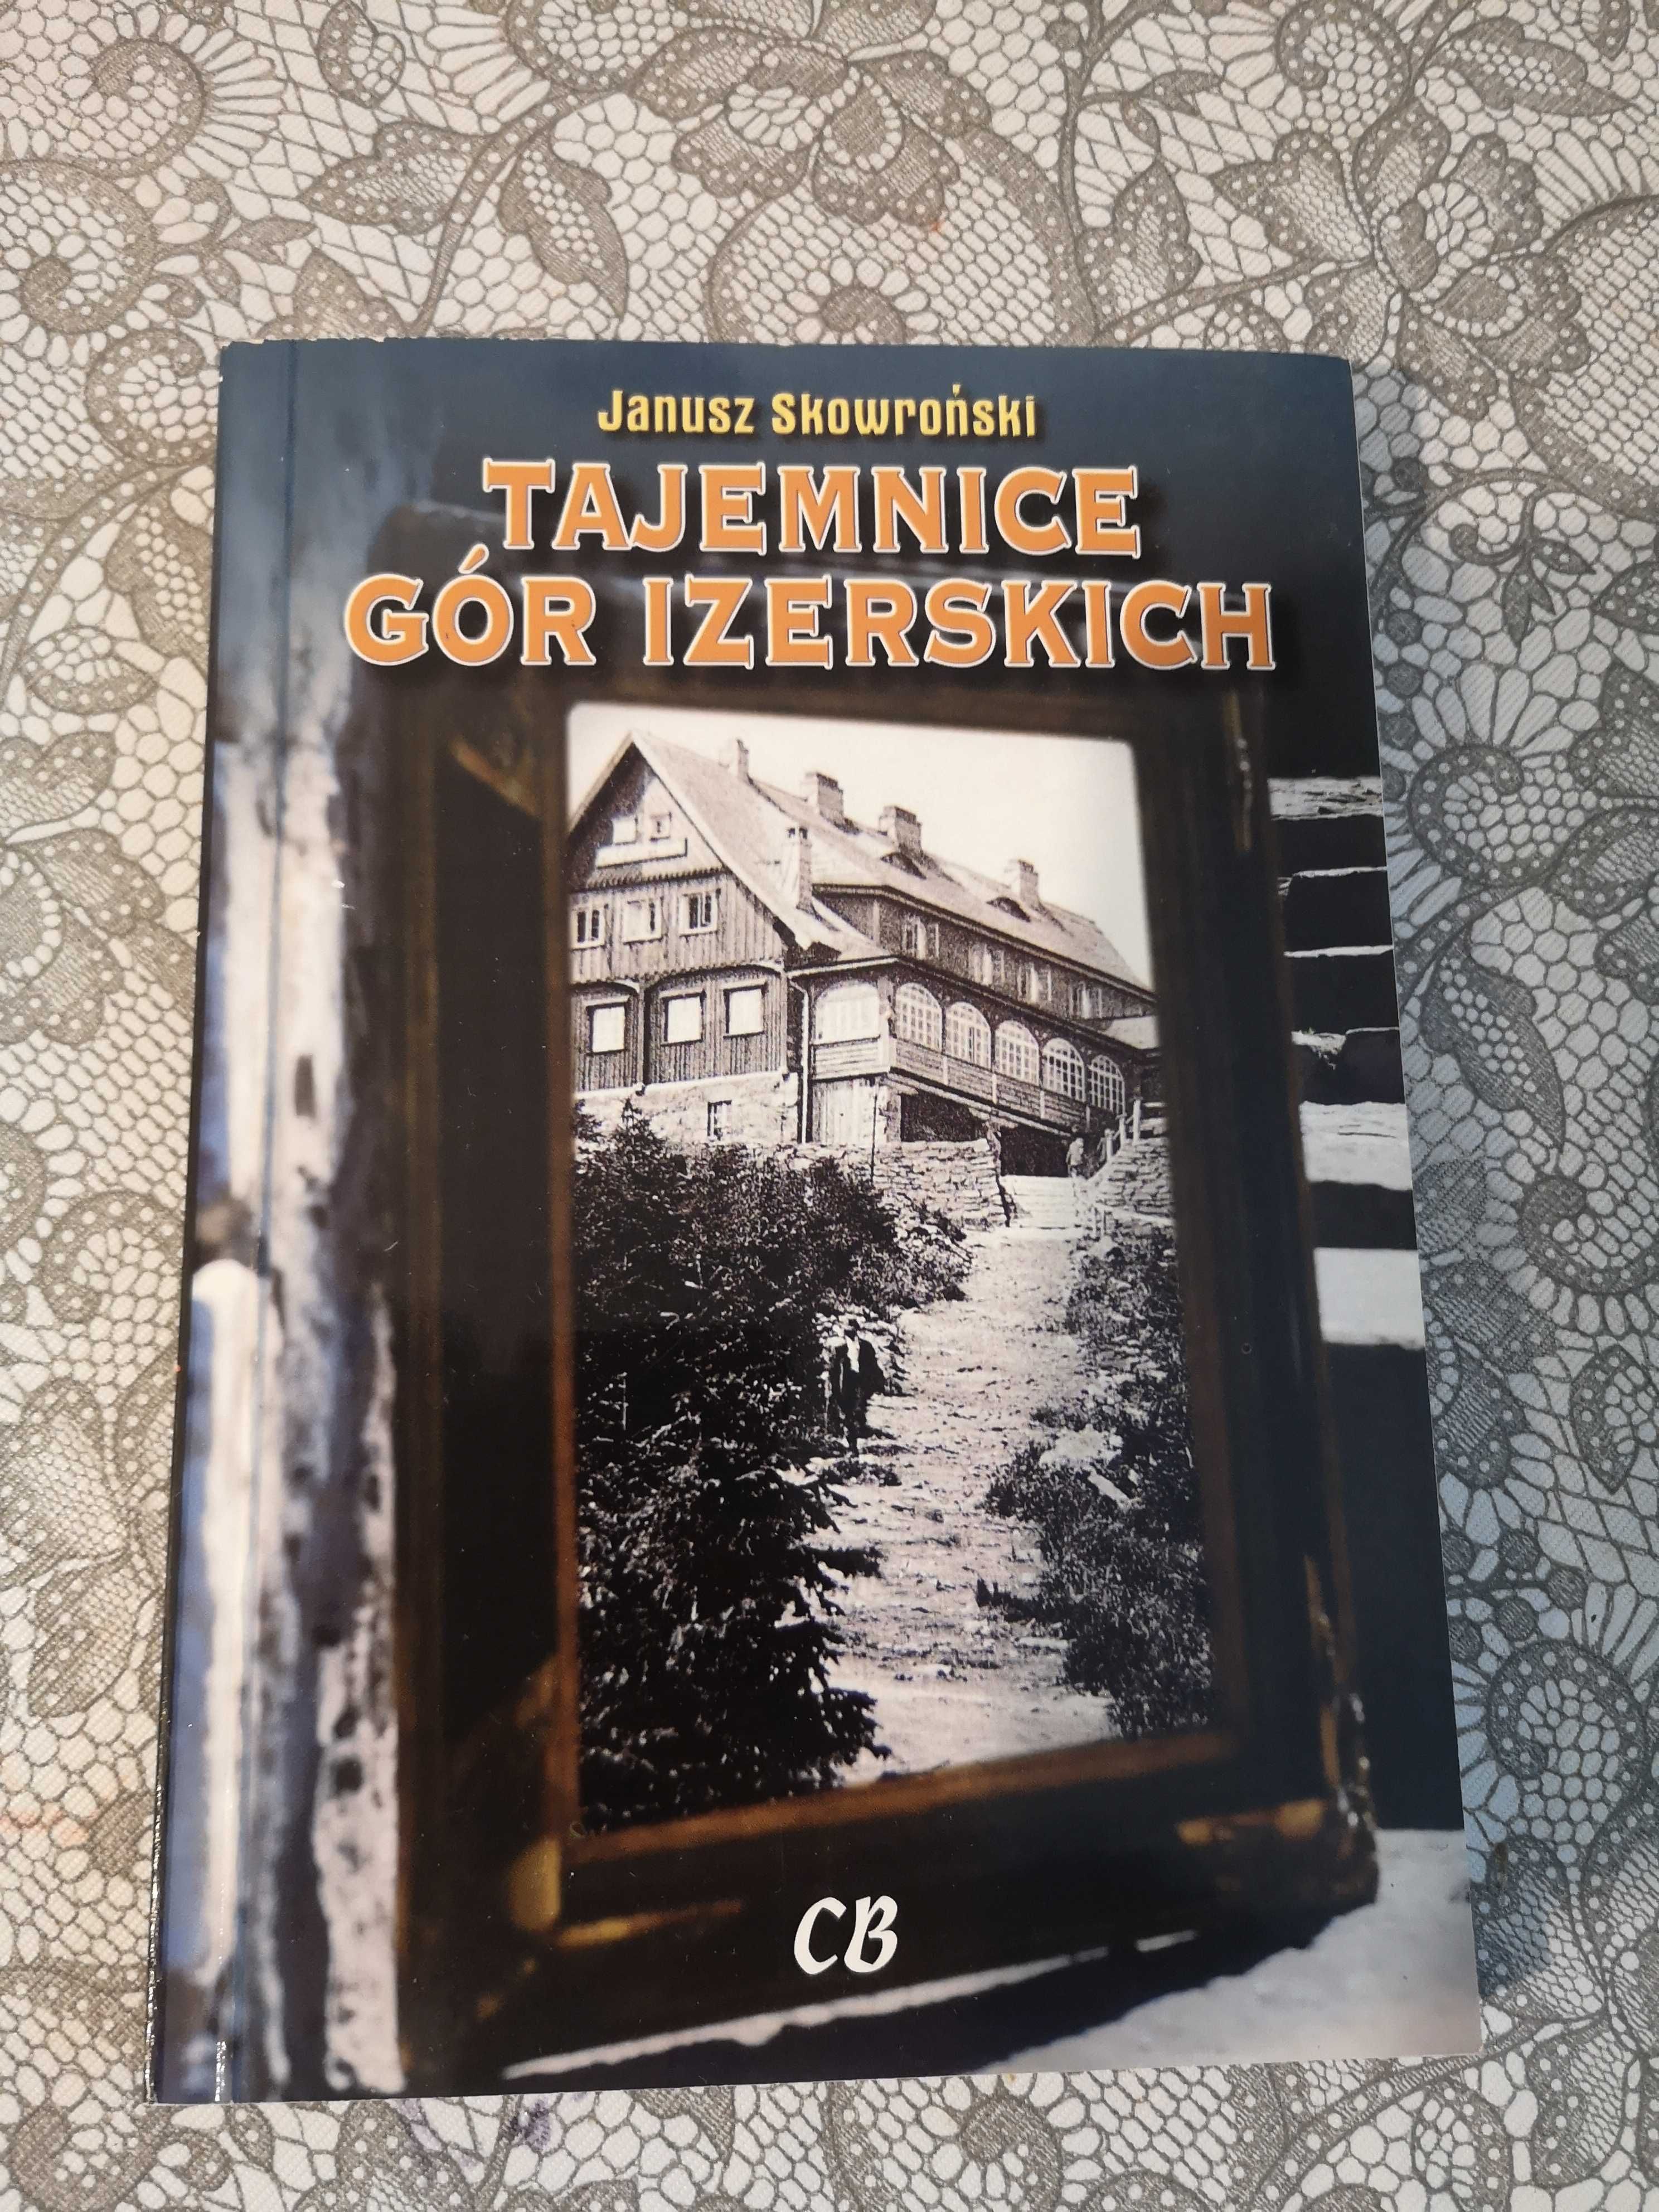 Janusz Skowroński
TAJEMNICE
GÓR IZERSKICH
CB